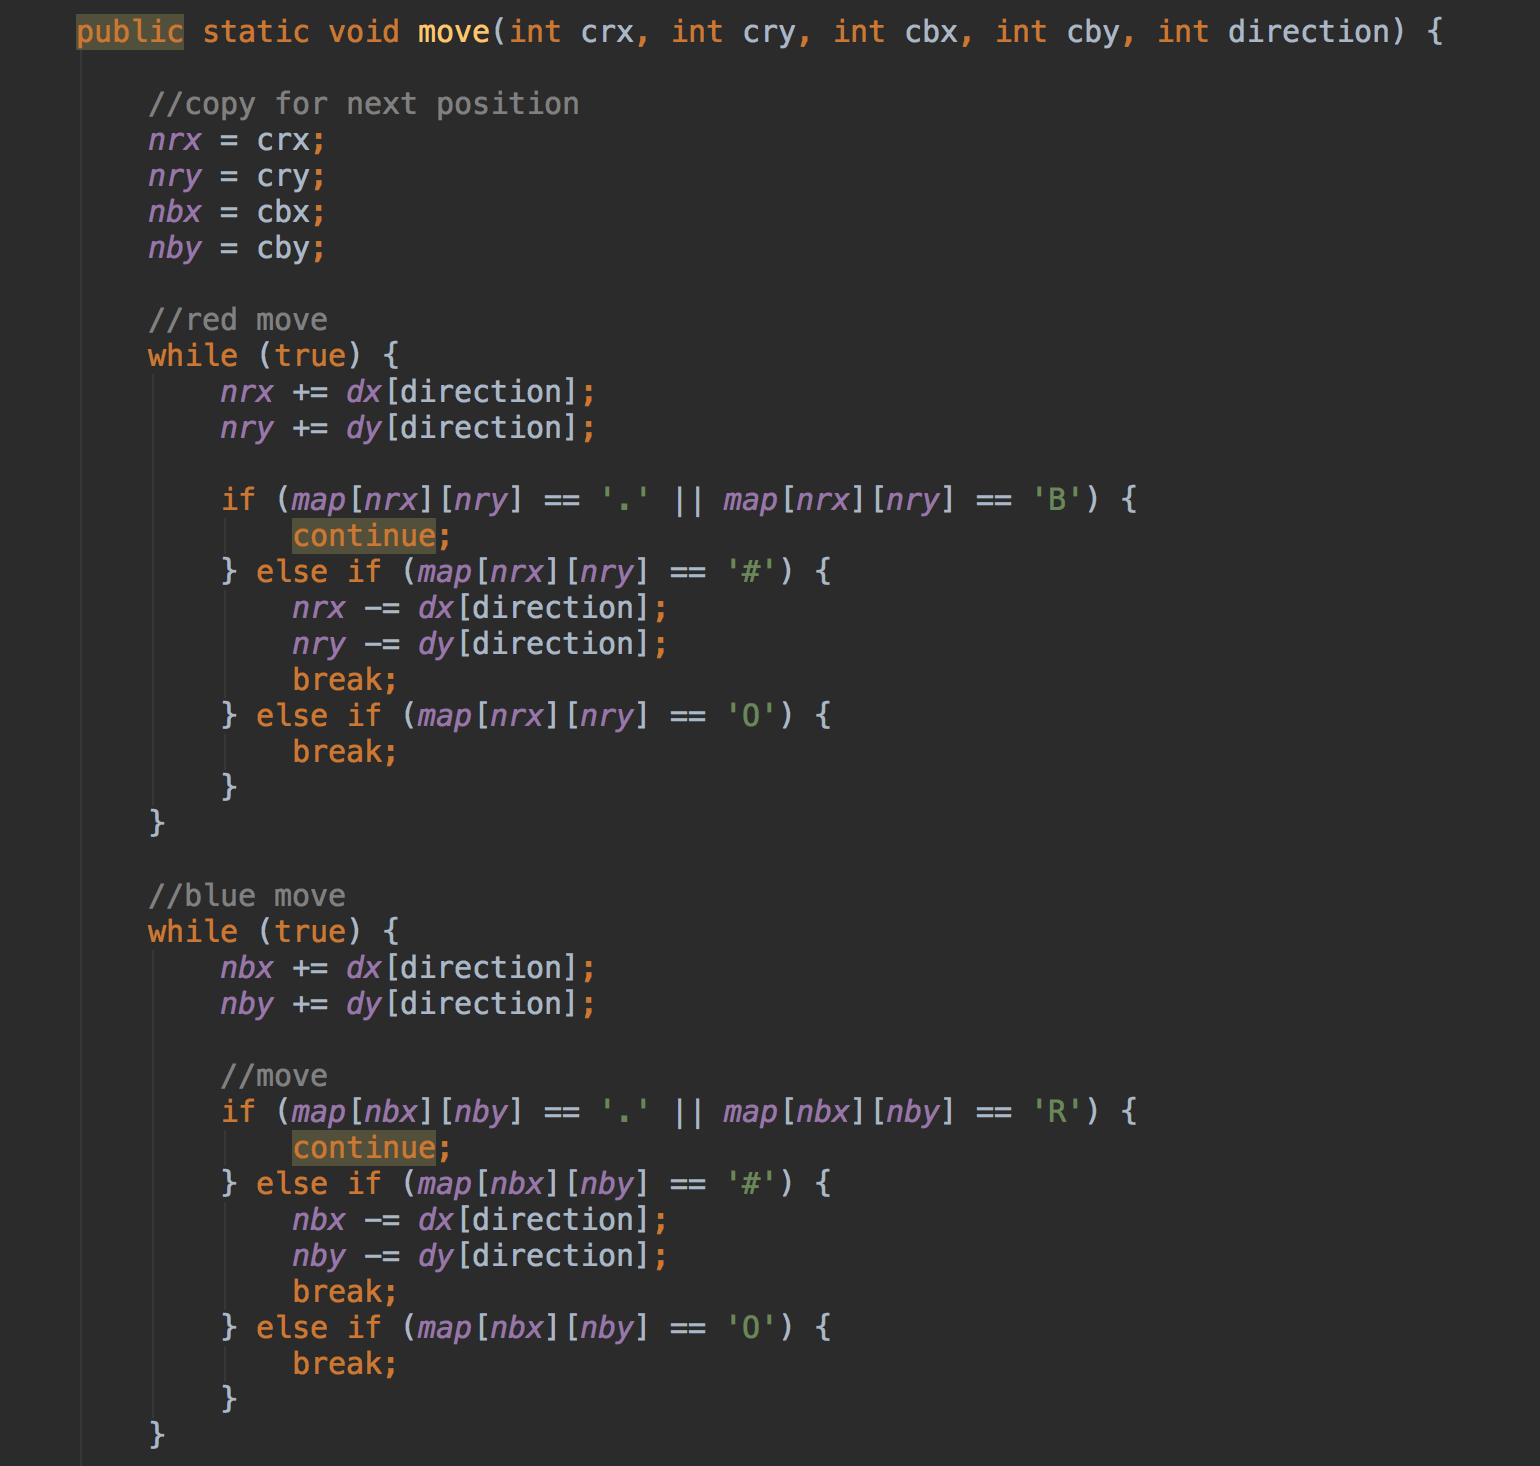 public static void move(int crx, int cry, int cbx, int cby, int direction) {
//copy for next position
nrx = crx;
nry = cry;
nbx = cbx;
nby = cby;
//red move
while (true) {
nrx += dx[direction];
nry += dy[direction];
if (map[nrx][nry] == '.' || map[nrx][nry] == 'B') {
continue;
} else if (map[nrx][nry] == '#') {
nrx -= dx[direction];
nry -= dy[direction];
break;
} else if (map[nrx][nry] == 'O') {
break;
}
}
//blue move
while (true) {
nbx += dx[direction];
nby += dy[direction];
//move
if (map[nbx][nby] == '.' || map[nbx][nby] == 'R') {
continue;
} else if (map[nbx][nby] == '#') {
nbx -= dx[direction];
nby -= dy[direction];
break;
} else if (map[nbx][nby] == 'O') {
break;
}
}